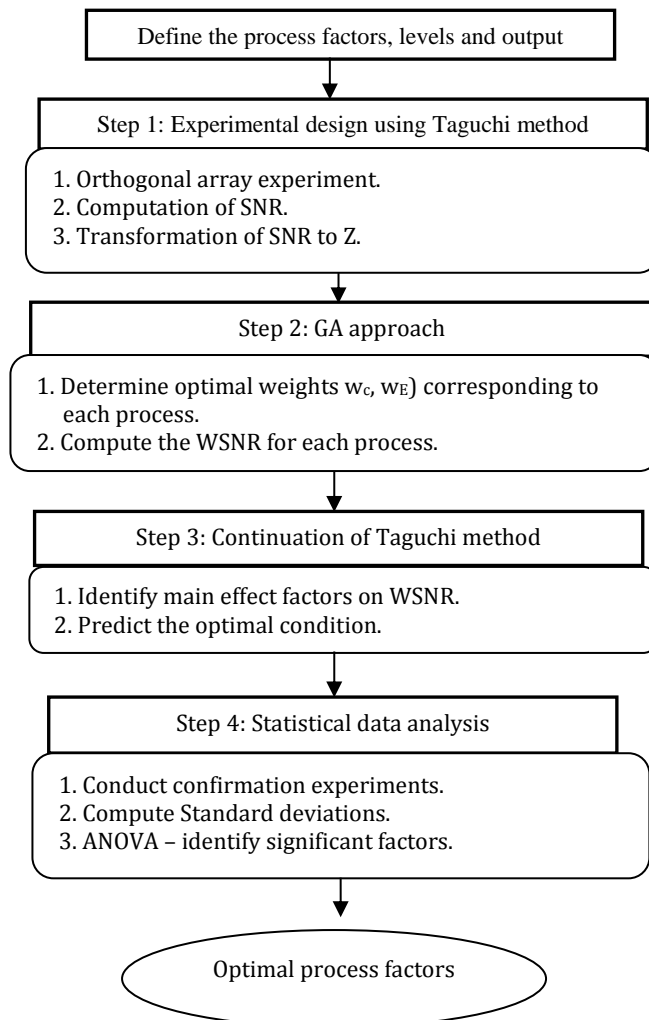 Define the process factors, levels and output
Step 1: Experimental design using Taguchi method
1. Orthogonal array experiment.
2. Computation of SNR.
3. Transformation of SNR to Z.
Step 2: GA approach
1. Determine optimal weights wc, wE) corresponding to
each process.
2. Compute the WSNR for each process.
Step 3: Continuation of Taguchi method
1. Identify main effect factors on WSNR.
2. Predict the optimal condition.
Step 4: Statistical data analysis
1. Conduct confirmation experiments.
2. Compute Standard deviations.
3. ANOVA – identify significant factors.
Optimal process factors